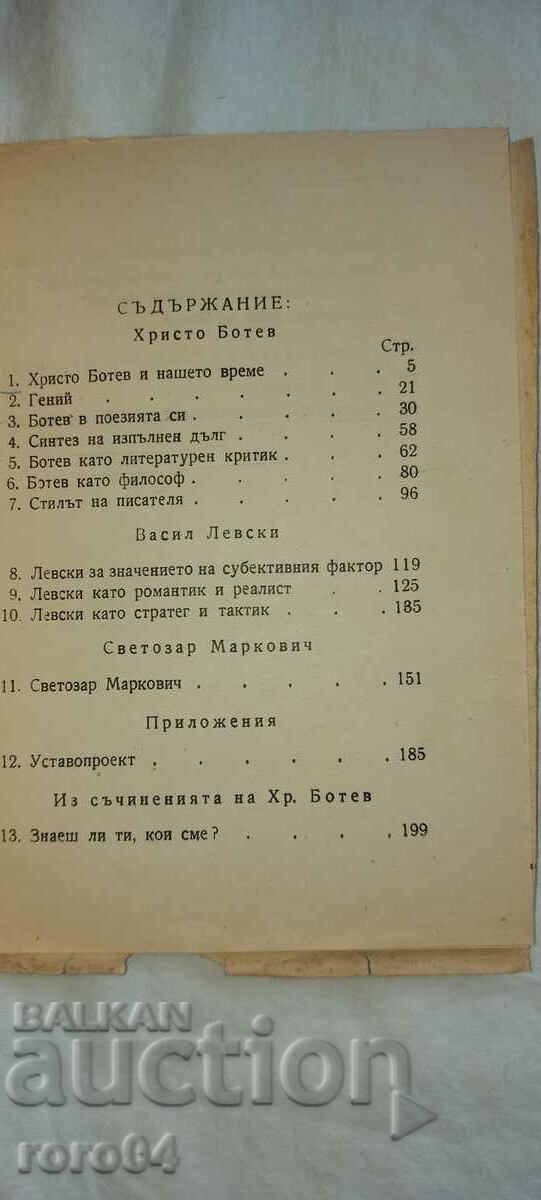 СЪДЪРЖАНИЕ:
Христо Ботев
Стр.
1. Христо Ботев и нашето време . . . 5
2. Гений . . . . . . . 21
3. Ботев в поезията си . . . . . 30
4. Синтез на изпълнен дълг . . . . 58
5. Ботев като литературен критик . . . 62
6. Ботев като философ . . . . . 80
7. Стилът на писателя . . . . . 96
Васил Левски
8. Левски за значението на субективния фактор 119
9. Левски като романтик и реалист . . 125
10. Левски като стратег и тактик . . . 185
Светозар Маркович
11. Светозар Маркович . . . . . 151
Приложения
12. Уставопроект . . . . . . 185
Из съчиненията на Хр. Ботев
13. Знаеш ли ти, кои сме? . . . . 199
BALKAN
auction
roro64